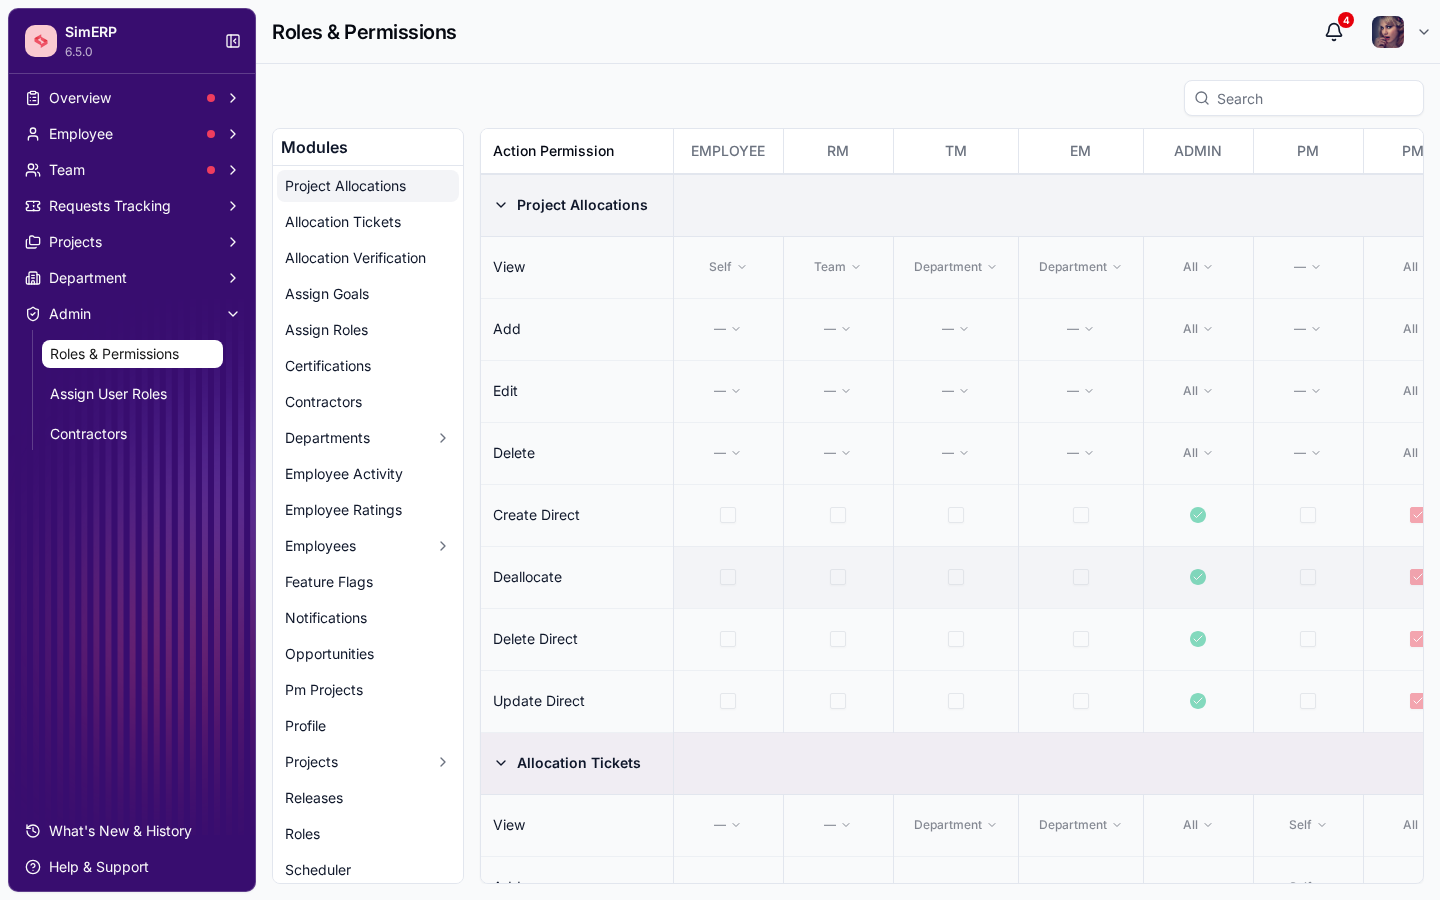 SimERP
6.5.0
Overview
Employee
Team
Requests Tracking
Projects
Department
Admin
Roles & Permissions
Assign User Roles
Contractors
What's New & History
Help & Support
Roles & Permissions
4
Search
Modules
Project Allocations
Allocation Tickets
Allocation Verification
Assign Goals
Assign Roles
Certifications
Contractors
Departments
Employee Activity
Employee Ratings
Employees
Feature Flags
Notifications
Opportunities
Pm Projects
Profile
Projects
Releases
Roles
Scheduler
Action Permission EMPLOYEE RM TM EM ADMIN PM PM
Project Allocations
View Self Team Department Department All — All
Add — — — — All — All
Edit — — — — All — All
Delete — — — — All — All
Create Direct
Deallocate
Delete Direct
Update Direct
Allocation Tickets
View — — Department Department All Self All